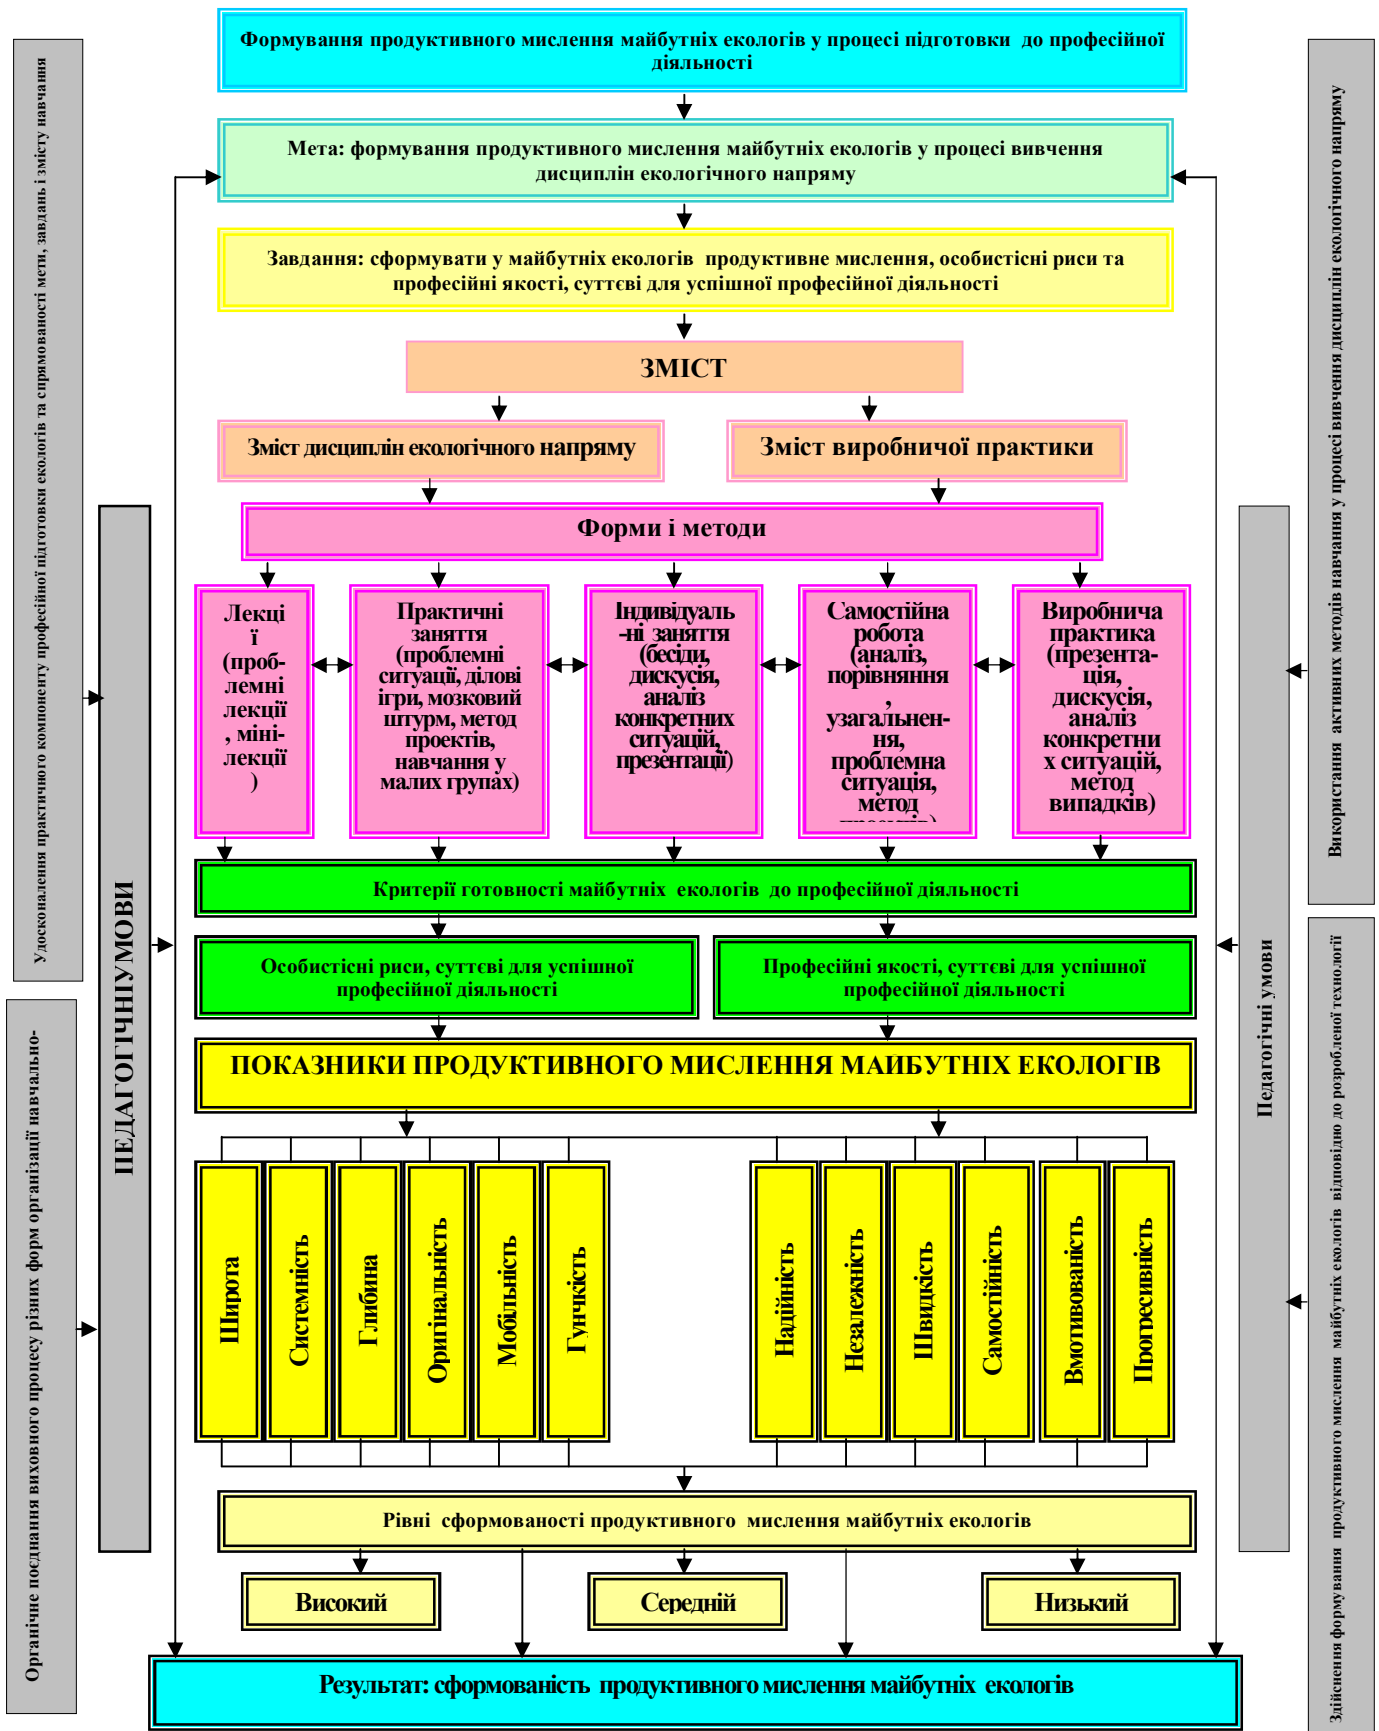 Формування продуктивного мислення майбутніх екологів у процесі підготовки до професійної
діяльності
Мета: формування продуктивного мислення майбутніх екологів у процесі вивчення
дисциплін екологічного напряму
Завдання: сформувати у майбутніх екологів продуктивне мислення, особистісні риси та
професійні якості, суттєві для успішної професійної діяльності
ЗМІСТ
Зміст дисциплін екологічного напряму
Зміст виробничої практики
Форми і методи
Лекці
ї
(проб-
лемні
лекції
, міні-
лекції
)
Практичні
заняття
(проблемні
ситуації, ділові
ігри, мозковий
штурм, метод
проектів,
навчання у
малих групах)
Індивідуаль
-ні заняття
(бесіди,
дискусія,
аналіз
конкретних
ситуацій,
презентації)
Самостійна
робота
(аналіз,
порівняння
,
узагальнен-
ня,
проблемна
ситуація,
метод
Виробнича
практика
(презента-
ція,
дискусія,
аналіз
конкретни
х ситуацій,
метод
випадків)
Критерії готовності майбутніх екологів до професійної діяльності
Особистісні риси, суттєві для успішної
професійної діяльності
Професійні якості, суттєві для успішної
професійної діяльності
ПОКАЗНИКИ ПРОДУКТИВНОГО МИСЛЕННЯ МАЙБУТНІХ ЕКОЛОГІВ
Широта
Системність
Глибина
Оригінальність
Мобільність
Гунчкість
Надійність
Незалежність
Швидкість
Самостійність
Вмотивованість
Прогресивність
Рівні сформованості продуктивного мислення майбутніх екологів
Високий
Середній
Низький
Результат: сформованість продуктивного мислення майбутніх екологів
Удосконалення практичного компоненту професійної підготовки екологів та спрямованості мети, завдань і змісту навчання
Органічне поєднання виховного процесу різних форм організації навчально-
ПЕДАГОГІЧНІУМОВИ
Педагогічні умови
Використання активних методів навчання у процесі вивчення дисциплін екологічного напряму
Здійснення формування продуктивного мислення майбутніх екологів відповідно до розробленої технології